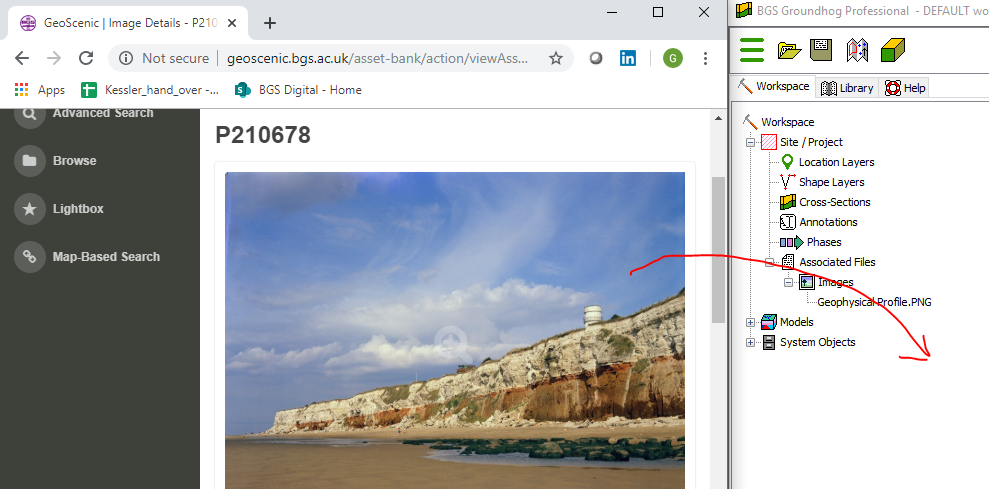 GeoScenic | Image Details - P210
Not secure | geoscenic.bgs.ac.uk/asset-bank/action/viewAss...
G
Apps
Kessler_hand_over -...
BGS Digital - Home
Advanced Search
Browse
Lightbox
Map-Based Search
P210678
BGS Groundhog Professional - DEFAULT wo
Workspace
Library
Help
Workspace
Site / Project
Location Layers
Shape Layers
Cross-Sections
Annotations
Phases
Associated Files
Images
Geophysical Profile.PNG
Models
System Objects